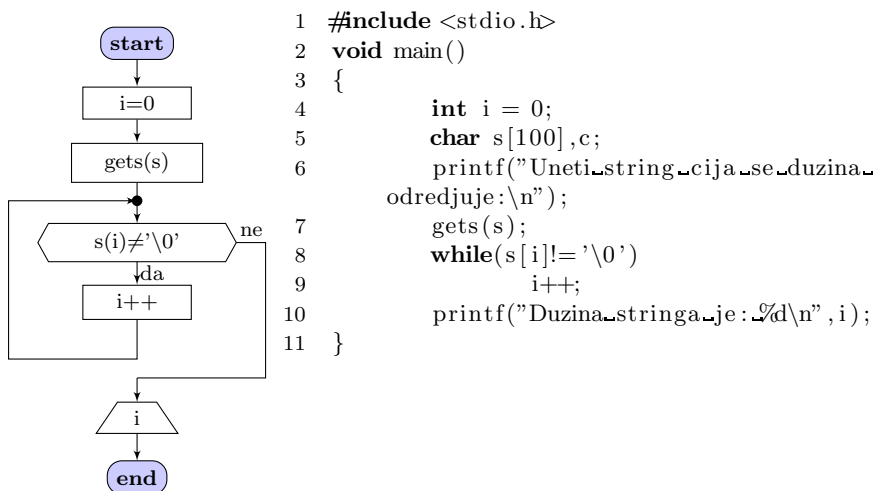 start
i=0
gets(s)
s(i)≠'\0'
ne
da
i++
i
end
1 #include <stdio.h>
2 void main()
3 {
4 int i = 0;
5 char s[100],c;
6 printf("Uneti␣string␣cija␣se␣duzina␣
odredjuje:\n");
7 gets(s);
8 while(s[i]!='\0')
9 i++;
10 printf("Duzina␣stringa␣je:␣%d\n",i);
11 }